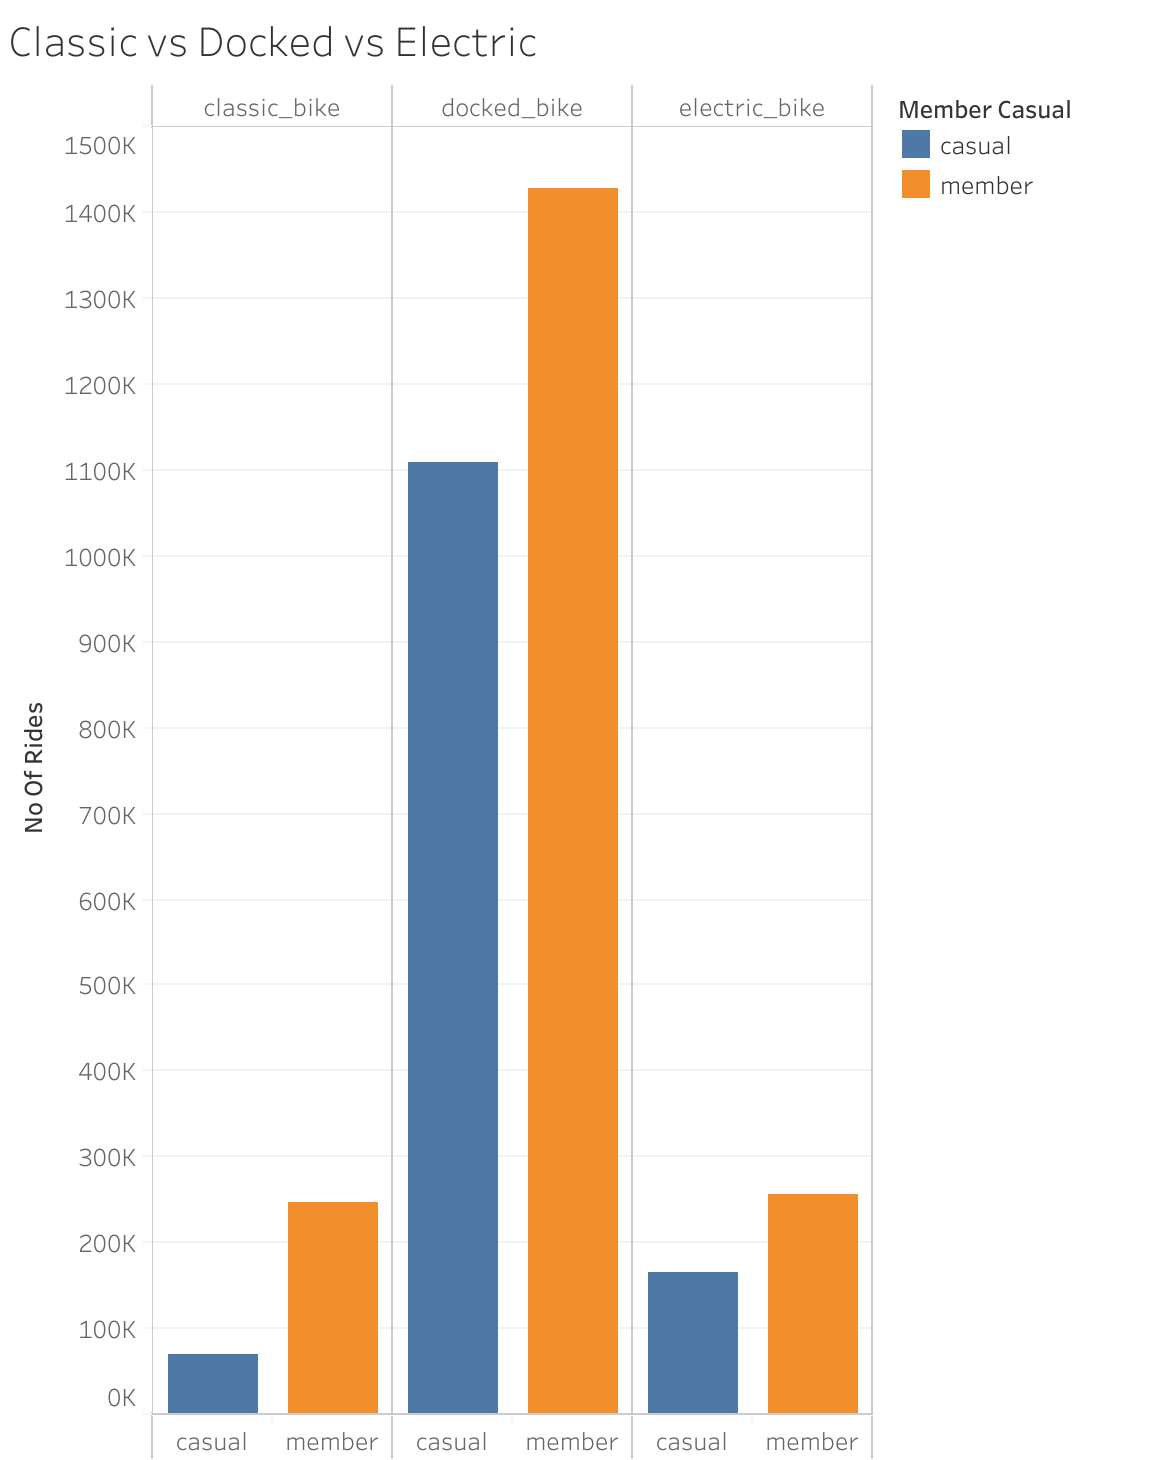 Classic vs Docked vs Electric
classic_bike docked_bike electric_bike
Member Casual
casual
member
1500K
1400K
1300K
1200K
1100K
1000K
900K
800K
700K
600K
500K
400K
300K
200K
100K
0K
No Of Rides
casual member casual member casual member